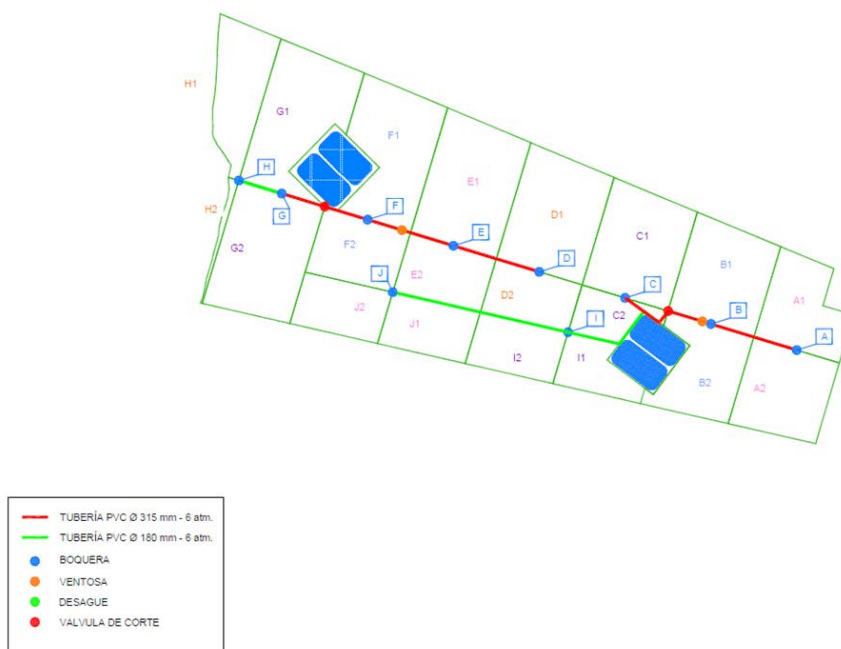 H1
G1
F1
H
E1
H2
G
F
D1
G2
F2
E
C1
E2
D
B1
J
D2
C
J2
C2
B
A1
J1
I
A
I2
I1
B2
A2
TUBERÍA PVC Ø 315 mm - 6 atm.
TUBERÍA PVC Ø 180 mm - 6 atm.
BOQUERA
VENTOSA
DESAGUE
VALVULA DE CORTE